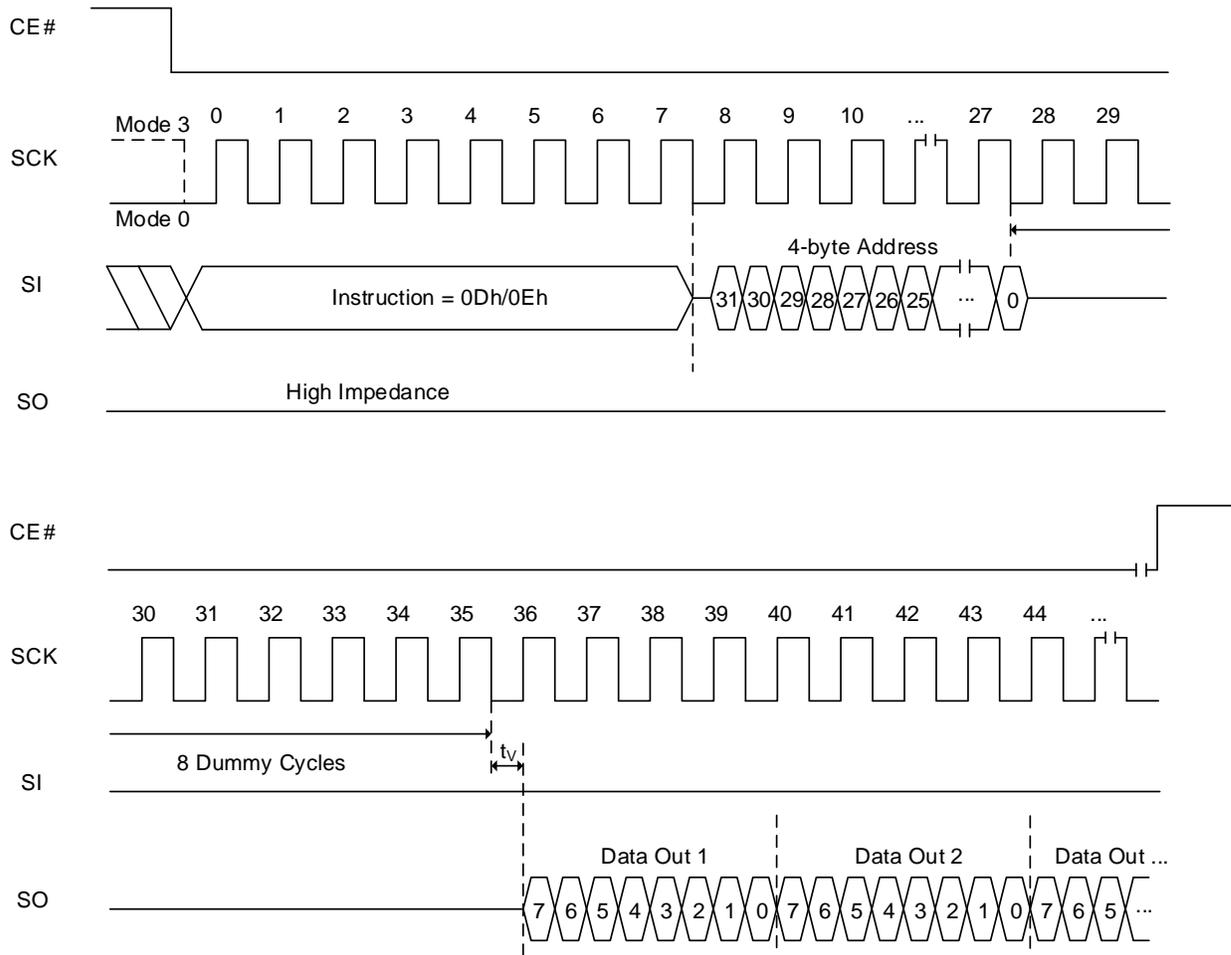 CE#
0 1 2 3 4 5 6 7 8 9 10 ... 27 28 29
Mode 3
SCK
Mode 0
4-byte Address
SI
Instruction = 0Dh/0Eh 31 30 29 28 27 26 25 ... 0
High Impedance
SO
CE#
30 31 32 33 34 35 36 37 38 39 40 41 42 43 44 ...
SCK
tV
8 Dummy Cycles
SI
Data Out 1 Data Out 2 Data Out ...
SO
7 6 5 4 3 2 1 0 7 6 5 4 3 2 1 0 7 6 5 ...